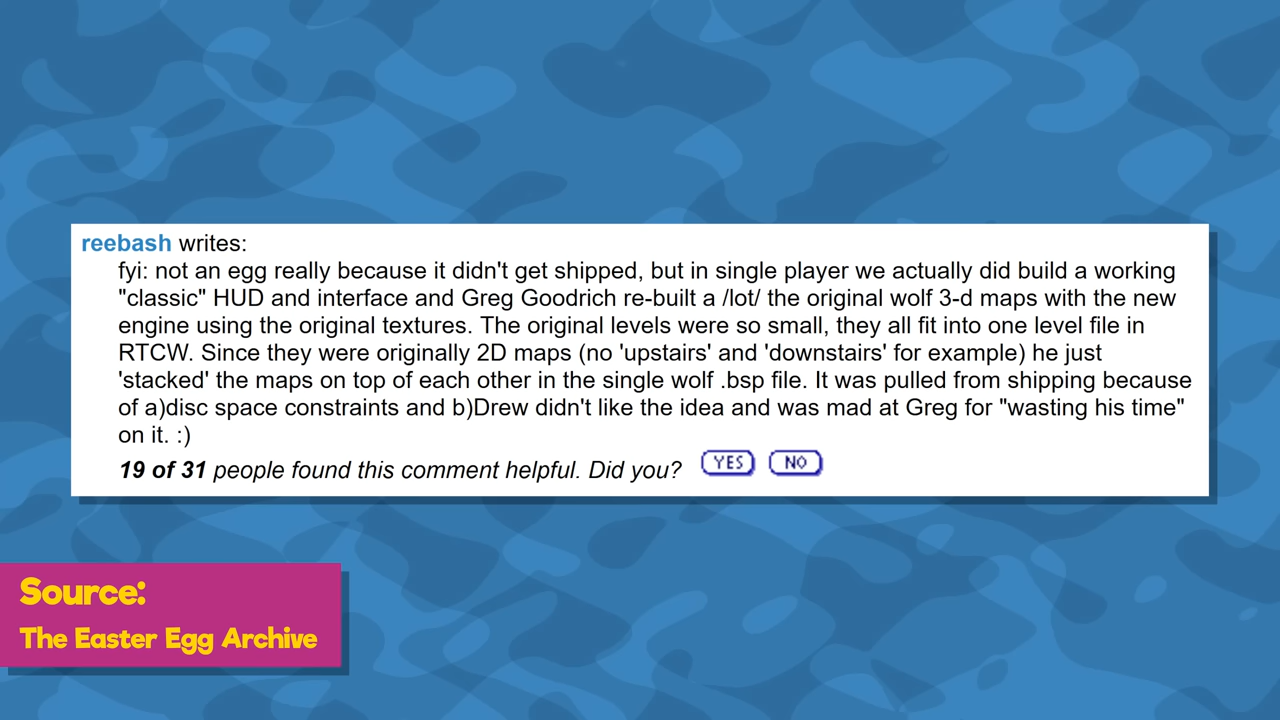 reebash writes:
fyi: not an egg really because it didn't get shipped, but in single player we actually did build a working
"classic" HUD and interface and Greg Goodrich re-built a /lot/ the original wolf 3-d maps with the new
engine using the original textures. The original levels were so small, they all fit into one level file in
RTCW. Since they were originally 2D maps (no 'upstairs' and 'downstairs' for example) he just
'stacked' the maps on top of each other in the single wolf .bsp file. It was pulled from shipping because
of a)disc space constraints and b)Drew didn't like the idea and was mad at Greg for "wasting his time"
on it. :)
19 of 31 people found this comment helpful. Did you? YES NO
Source:
The Easter Egg Archive